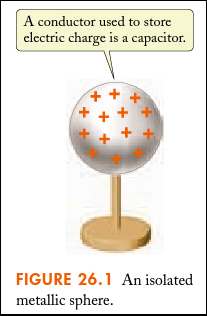 A conductor used to store
electric charge is a capacitor.
FIGURE 26.1 An isolated
metallic sphere.